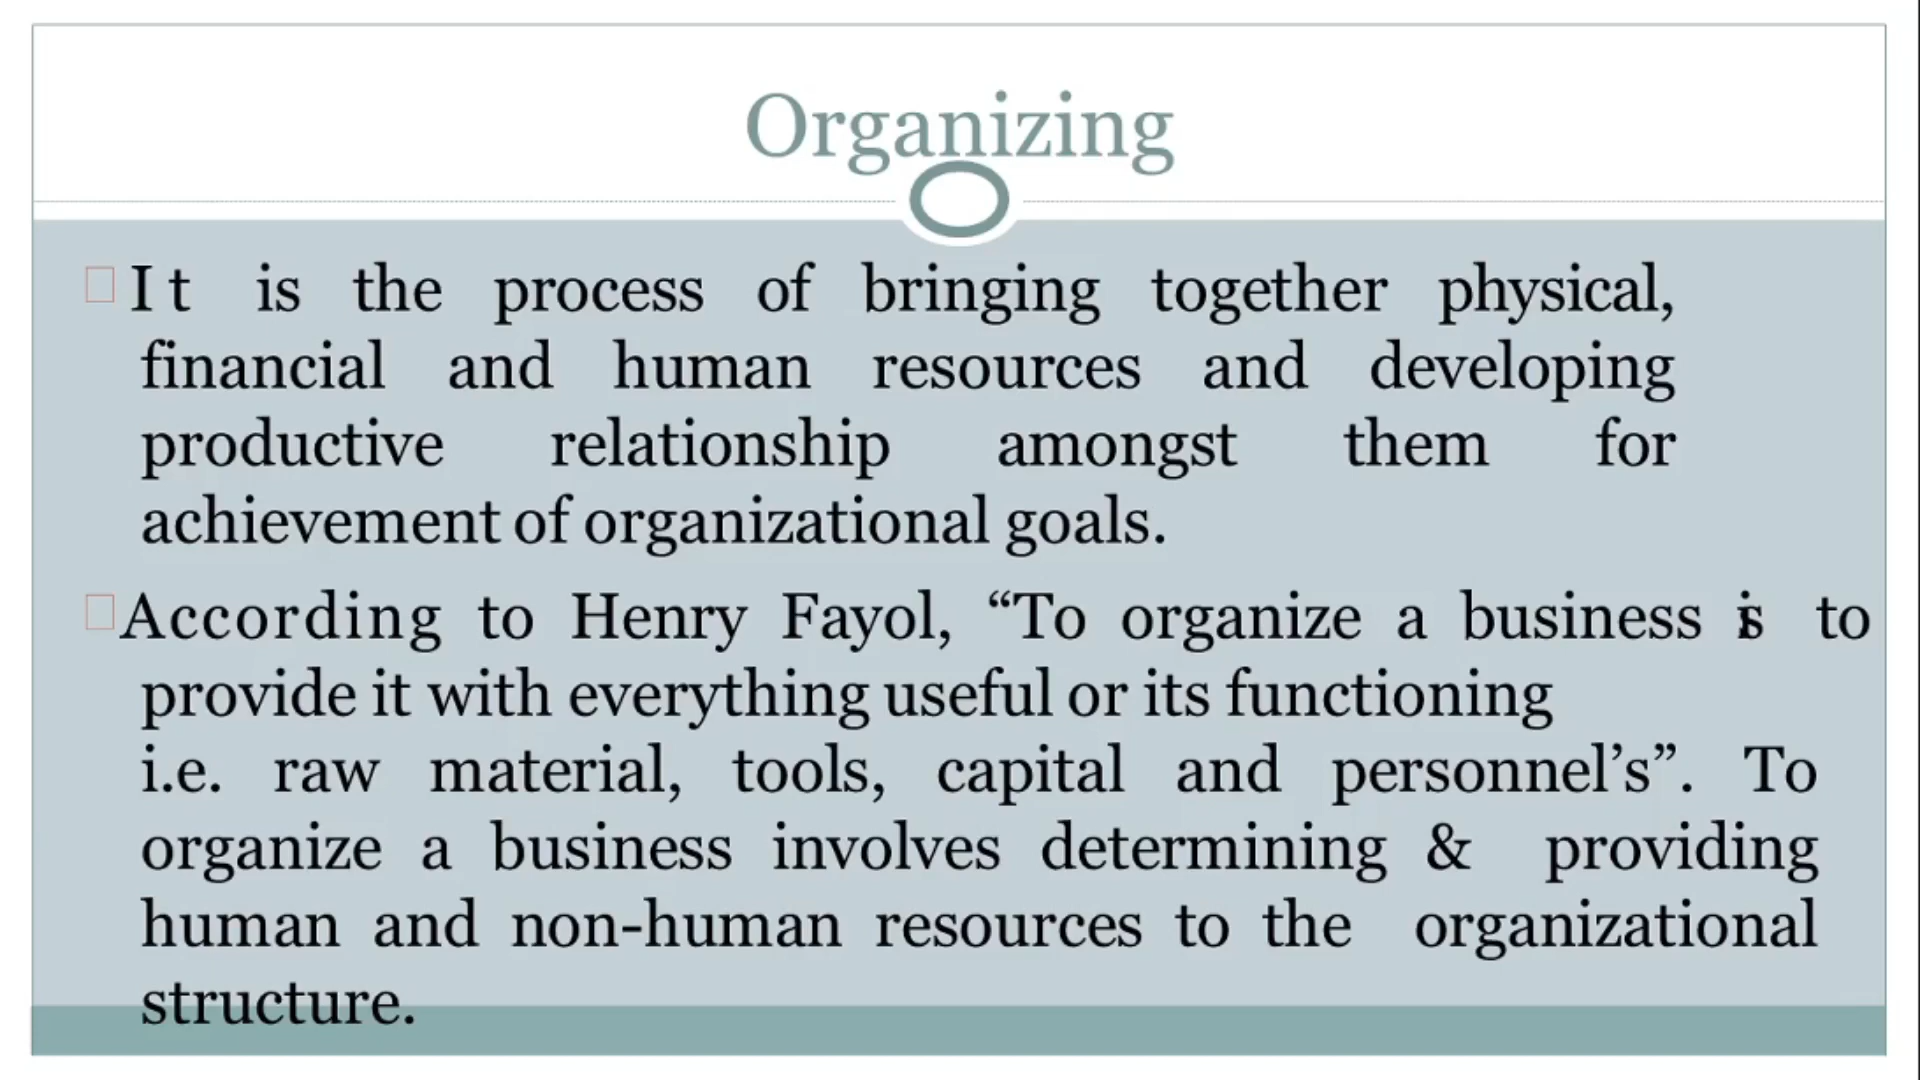 Organizing
It is the process of bringing together physical,
financial and human resources and developing
productive relationship amongst them for
achievement of organizational goals.
According to Henry Fayol, “To organize a business is to
provide it with everything useful or its functioning
i.e. raw material, tools, capital and personnel’s”. To
organize a business involves determining & providing
human and non-human resources to the organizational
structure.